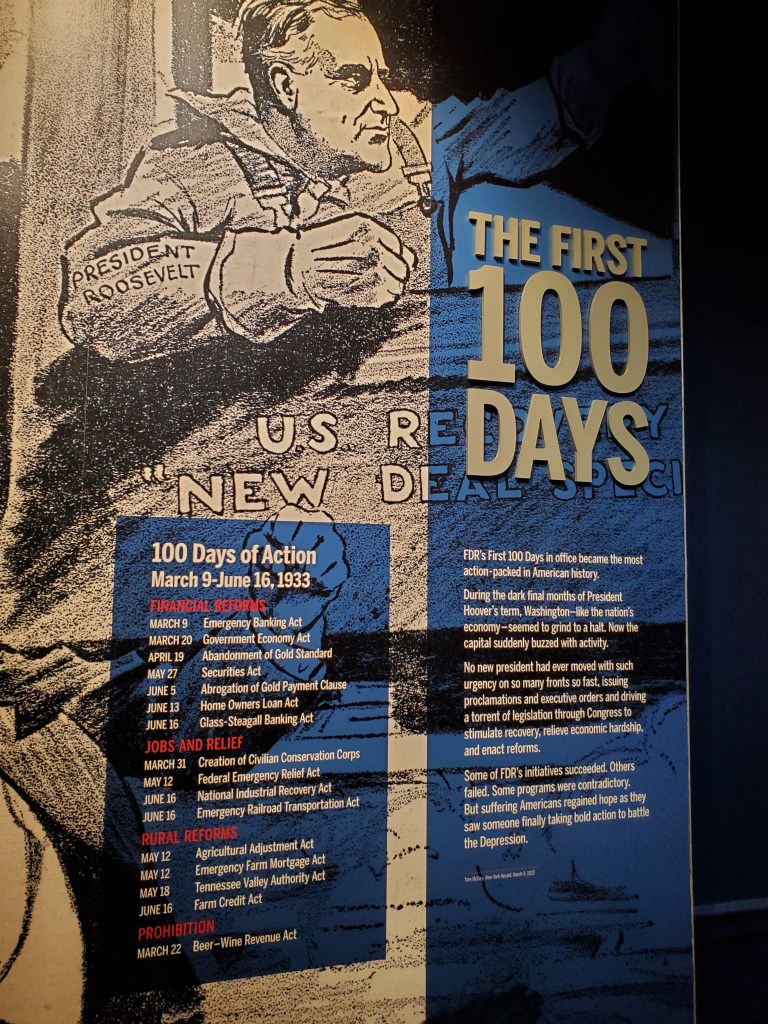 PRESIDENT
ROOSEVELT
THE FIRST
100
DAYS
U.S. RECOVERY
"NEW DEAL SPECI
100 Days of Action
March 9-June 16, 1933
FINANCIAL REFORMS
MARCH 9 Emergency Banking Act
MARCH 20 Government Economy Act
APRIL 19 Abandonment of Gold Standard
MAY 27 Securities Act
JUNE 5 Abrogation of Gold Payment Clause
JUNE 13 Home Owners Loan Act
JUNE 16 Glass-Steagall Banking Act
JOBS AND RELIEF
MARCH 31 Creation of Civilian Conservation Corps
MAY 12 Federal Emergency Relief Act
JUNE 16 National Industrial Recovery Act
JUNE 16 Emergency Railroad Transportation Act
RURAL REFORMS
MAY 12 Agricultural Adjustment Act
MAY 12 Emergency Farm Mortgage Act
MAY 18 Tennessee Valley Authority Act
JUNE 16 Farm Credit Act
PROHIBITION
MARCH 22 Beer–Wine Revenue Act
FDR's First 100 Days in office became the most
action-packed in American history.
During the dark final months of President
Hoover's term, Washington—like the nation's
economy—seemed to grind to a halt. Now the
capital suddenly buzzed with activity.
No new president had ever moved with such
urgency on so many fronts so fast, issuing
proclamations and executive orders and driving
a torrent of legislation through Congress to
stimulate recovery, relieve economic hardship,
and enact reforms.
Some of FDR's initiatives succeeded. Others
failed. Some programs were contradictory.
But suffering Americans regained hope as they
saw someone finally taking bold action to battle
the Depression.